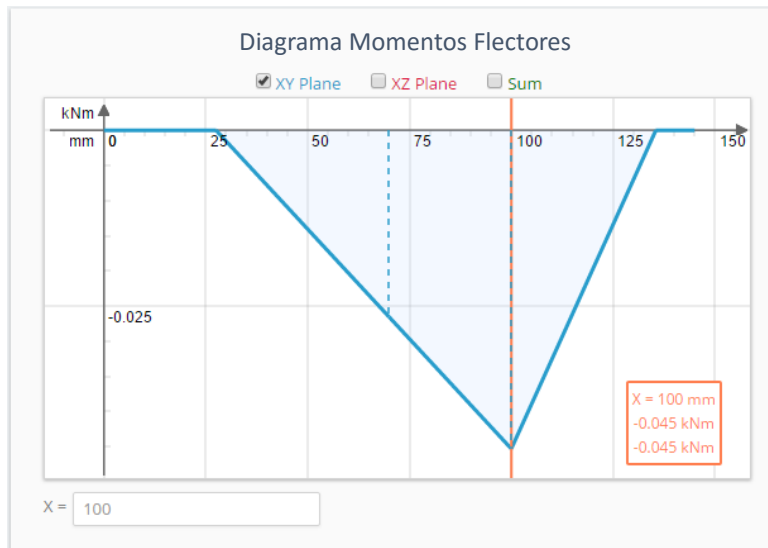 Diagrama Momentos Flectores
XY Plane XZ Plane Sum
kNm
mm 0 25 50 75 100 125 150
-0.025
X = 100 mm
-0.045 kNm
-0.045 kNm
X = 100